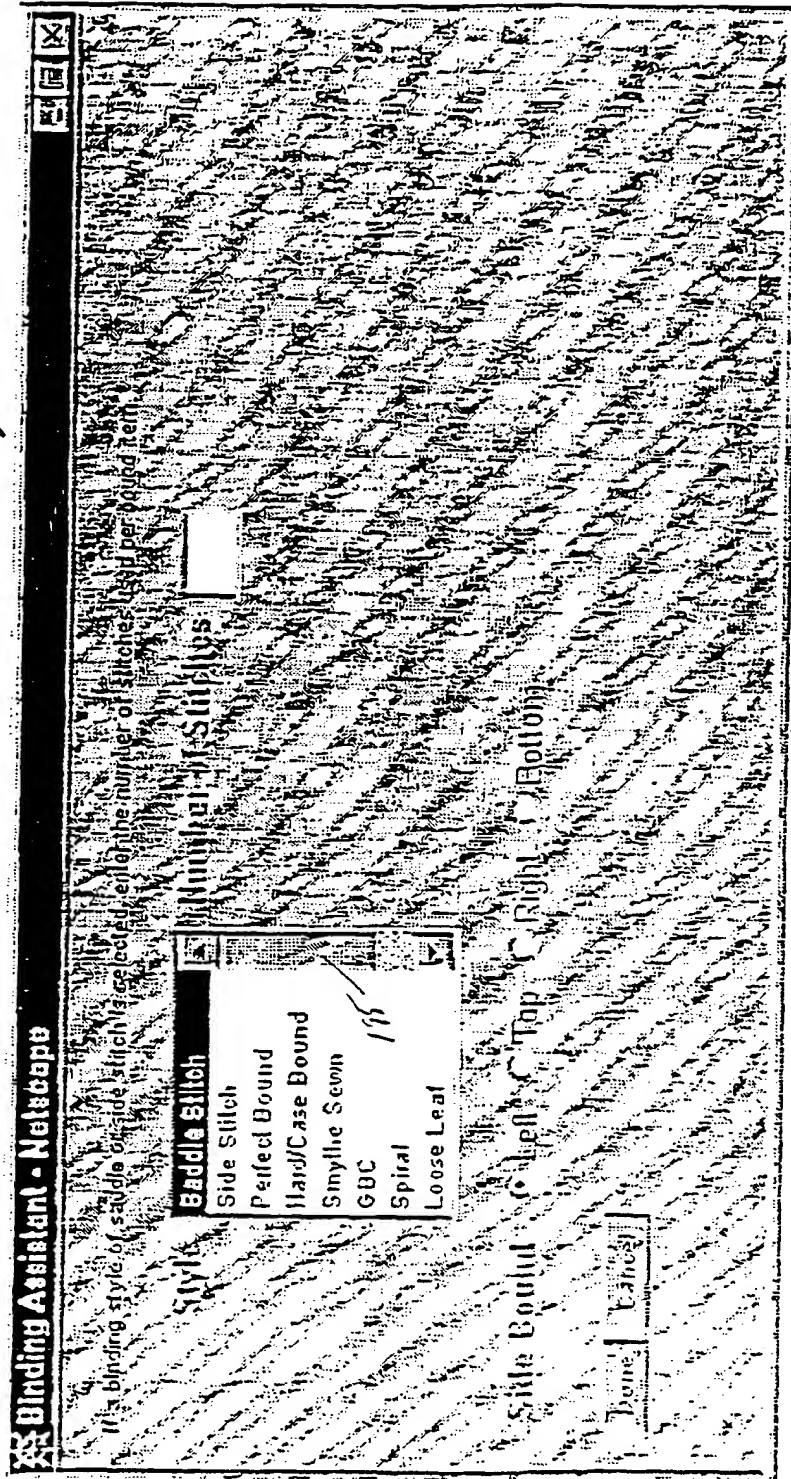 Binding Assistant - Netscape
If a binding style of saddle or side stitch is selected, enter the number of stitches used per bound item.
Style
Saddle Stitch
Side Stitch
Perfect Bound
Hard/Case Bound
Smythe Sewn
GBC
Spiral
Loose Leaf
195
Number of Stitches
Side Bound Left Top Right Bottom
Done Cancel